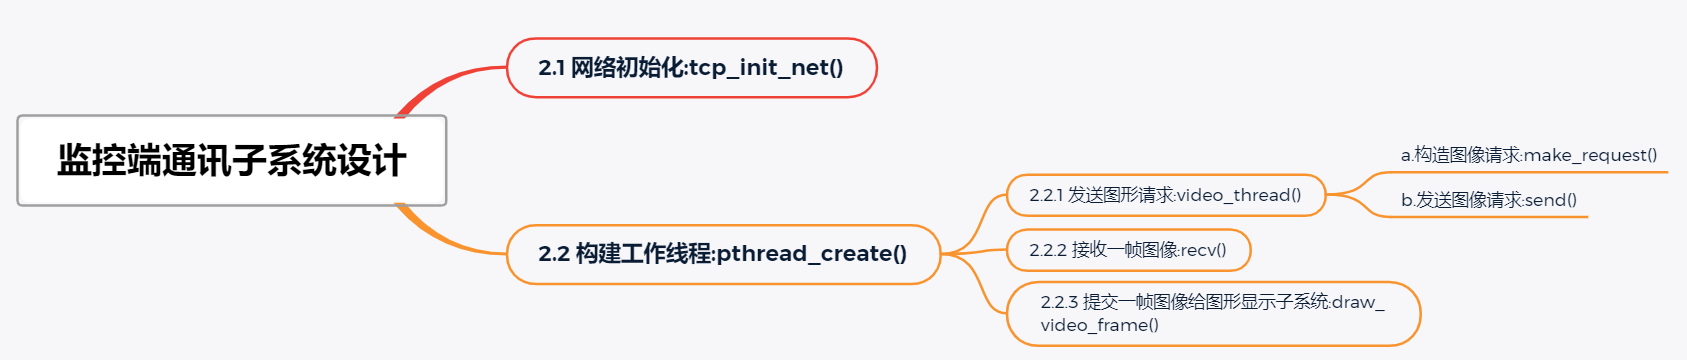 监控端通讯子系统设计
2.1 网络初始化:tcp_init_net()
2.2 构建工作线程:pthread_create()
2.2.1 发送图形请求:video_thread()
a.构造图像请求:make_request()
b.发送图像请求:send()
2.2.2 接收一帧图像:recv()
2.2.3 提交一帧图像给图形显示子系统:draw_
video_frame()